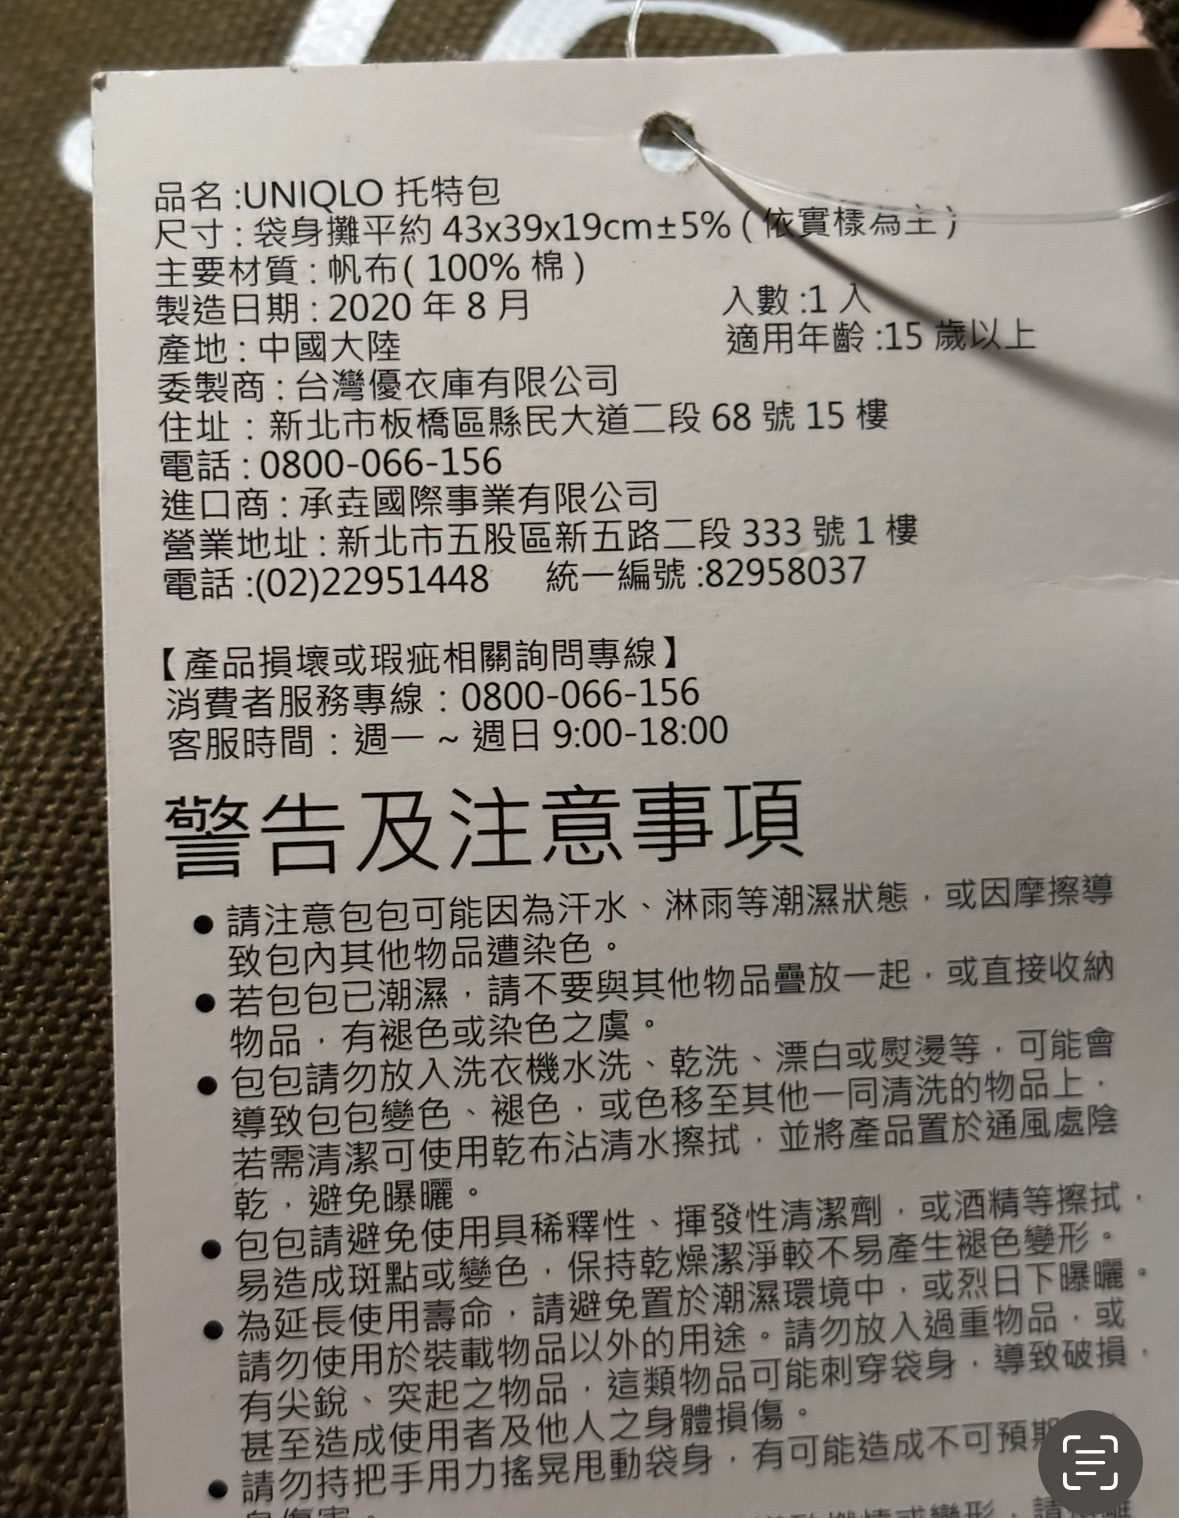 品名 :UNIQLO 托特包
尺寸 : 袋身攤平約 43x39x19cm±5% ( 依實樣為主 )
主要材質 : 帆布( 100% 棉 )
製造日期 : 2020 年 8 月 入數 :1 入
產地 : 中國大陸 適用年齡 :15 歲以上
委製商 : 台灣優衣庫有限公司
住址 : 新北市板橋區縣民大道二段 68 號 15 樓
電話 : 0800-066-156
進口商 : 承垚國際事業有限公司
營業地址 : 新北市五股區新五路二段 333 號 1 樓
電話 :(02)22951448 統一編號 :82958037
【產品損壞或瑕疵相關詢問專線】
消費者服務專線：0800-066-156
客服時間：週一 ~ 週日 9:00-18:00
警告及注意事項
● 請注意包包可能因為汗水、淋雨等潮濕狀態，或因摩擦導
致包內其他物品遭染色。
● 若包包已潮濕，請不要與其他物品疊放一起，或直接收納
物品，有褪色或染色之虞。
● 包包請勿放入洗衣機水洗、乾洗、漂白或熨燙等，可能會
導致包包變色、褪色，或色移至其他一同清洗的物品上，
若需清潔可使用乾布沾清水擦拭，並將產品置於通風處陰
乾，避免曝曬。
● 包包請避免使用具稀釋性、揮發性清潔劑，或酒精等擦拭，
易造成斑點或變色，保持乾燥潔淨較不易產生褪色變形。
● 為延長使用壽命，請避免置於潮濕環境中，或烈日下曝曬。
請勿使用於裝載物品以外的用途。請勿放入過重物品，或
有尖銳、突起之物品，這類物品可能刺穿袋身，導致破損，
甚至造成使用者及他人之身體損傷。
● 請勿持把手用力搖晃甩動袋身，有可能造成不可預期